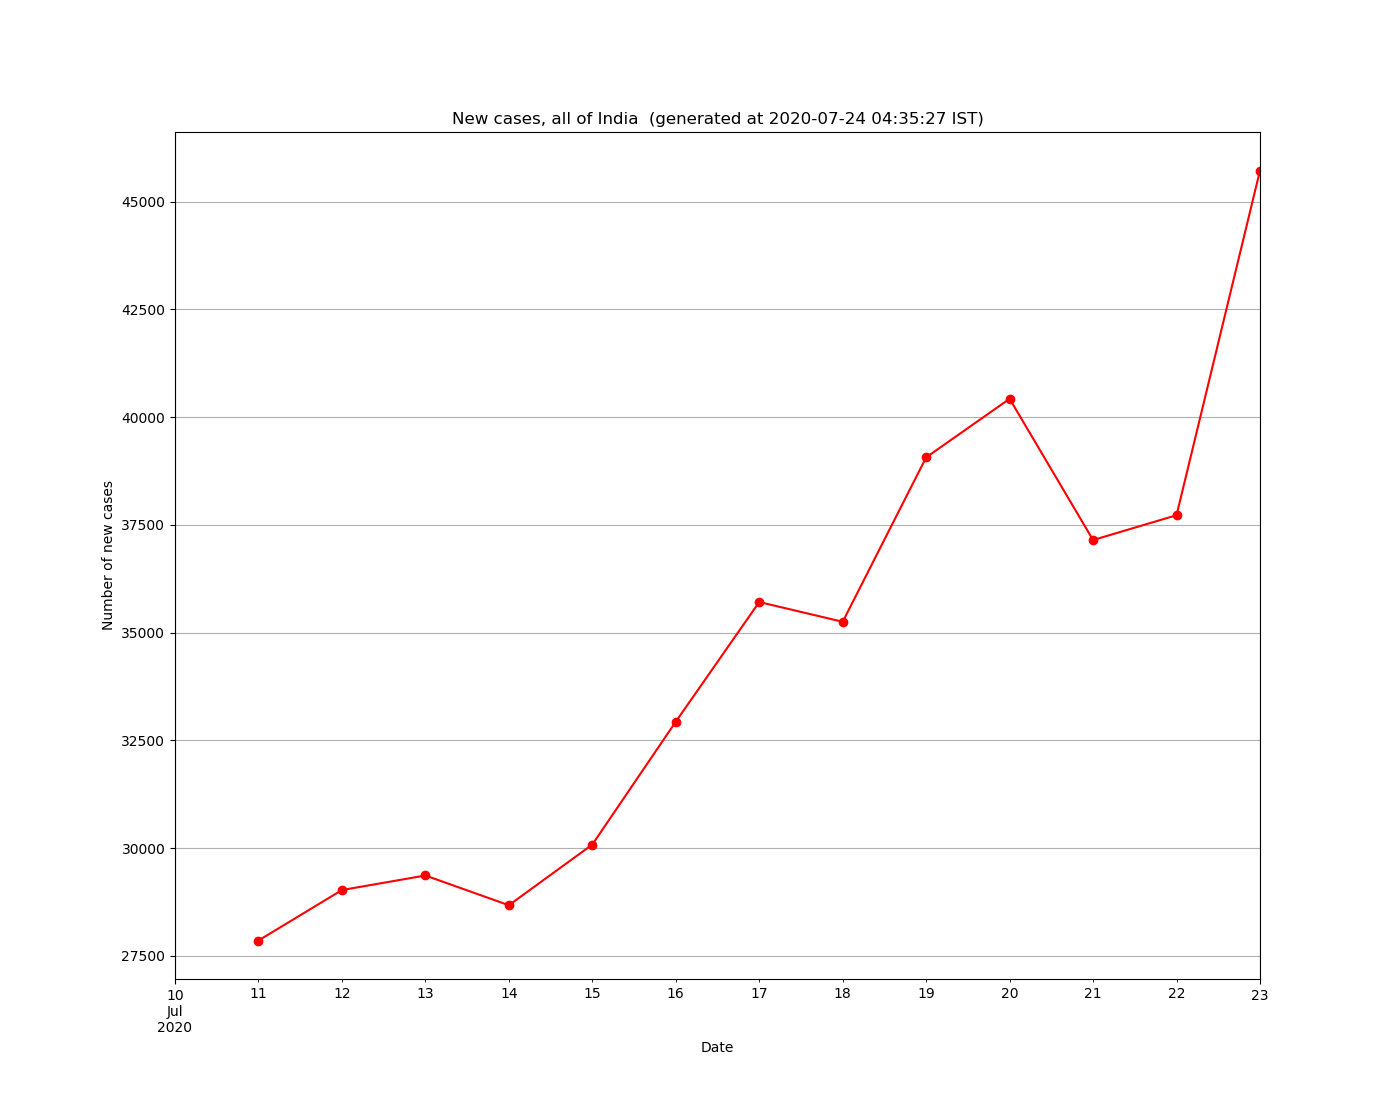 New cases, all of India  (generated at 2020-07-24 04:35:27 IST)
45000
42500
40000
37500
35000
32500
30000
27500
Number of new cases
10 11 12 13 14 15 16 17 18 19 20 21 22 23
Jul
2020
Date